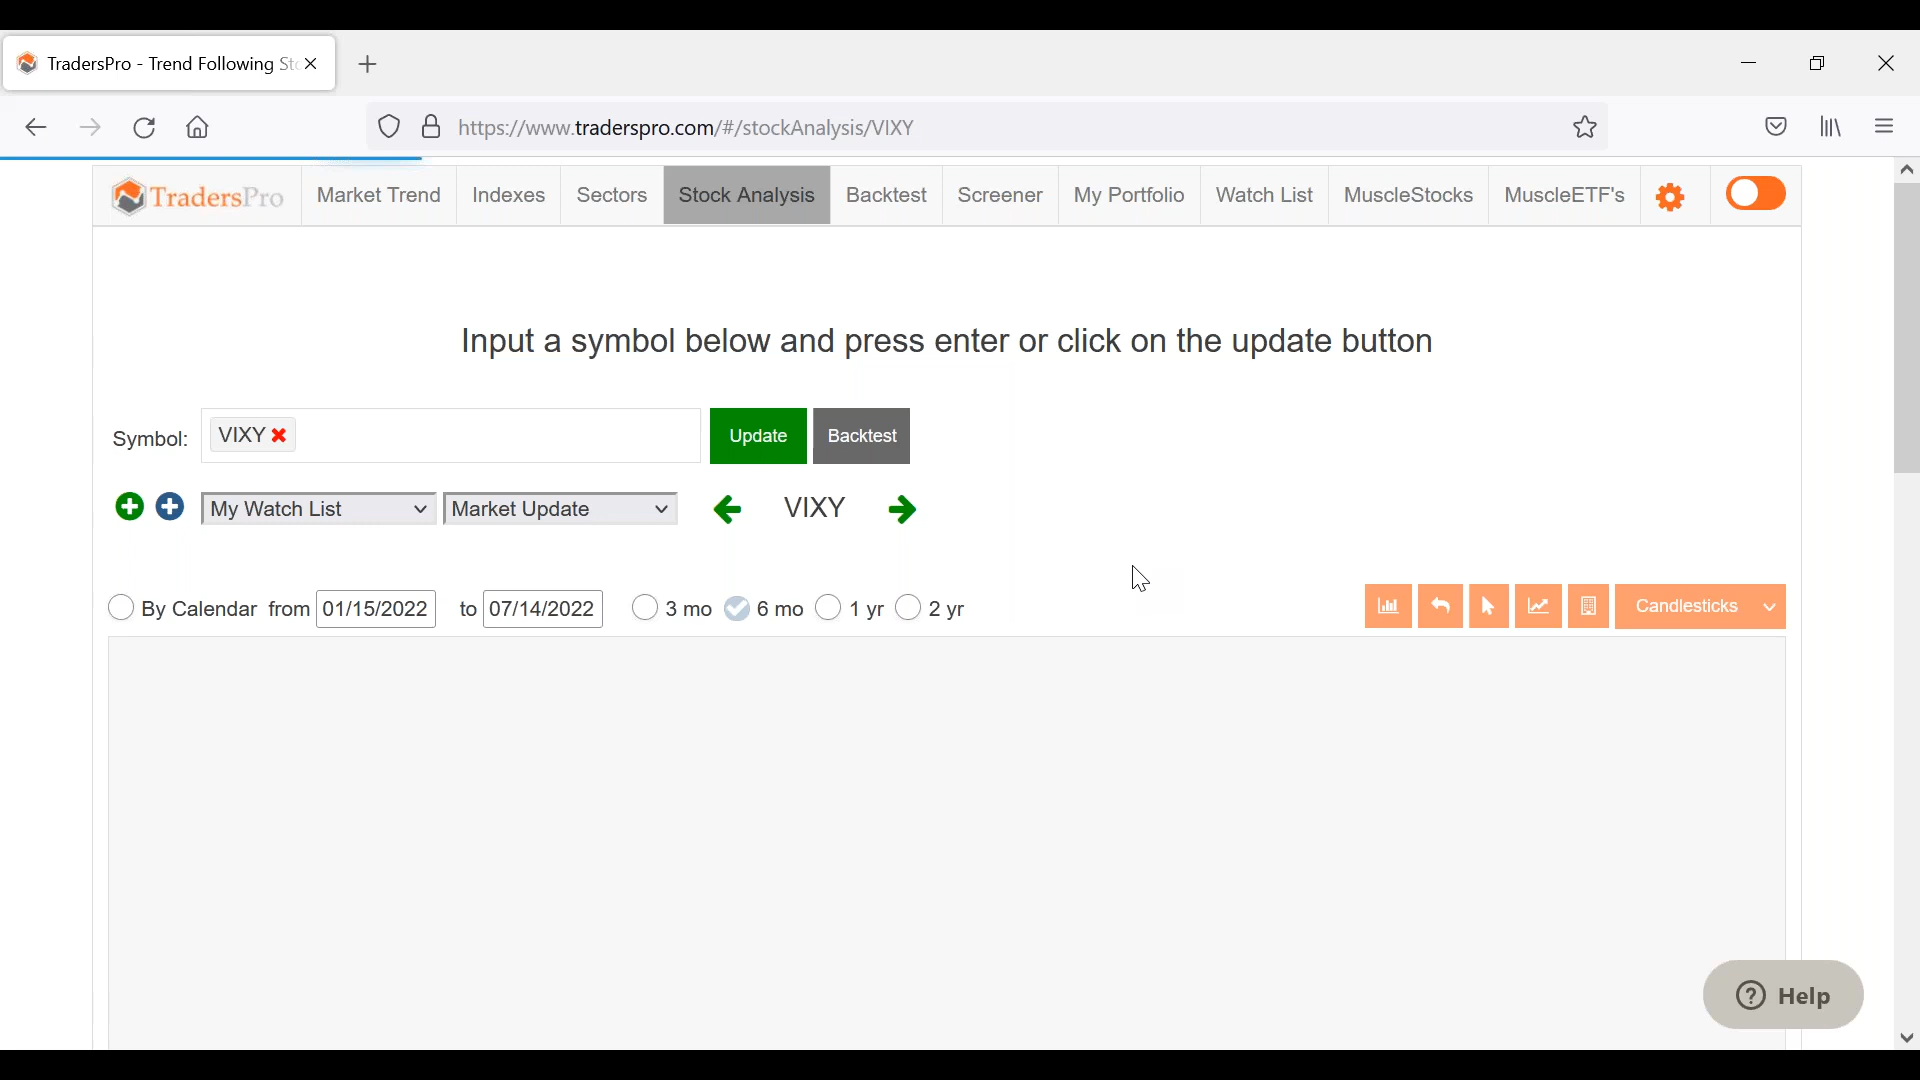 TradersPro - Trend Following Sto
https://www.traderspro.com/#/stockAnalysis/VIXY
TradersPro Market Trend Indexes Sectors Stock Analysis Backtest Screener My Portfolio Watch List MuscleStocks MuscleETF's
Input a symbol below and press enter or click on the update button
Symbol: VIXY Update Backtest
My Watch List Market Update VIXY
By Calendar from 01/15/2022 to 07/14/2022 3 mo 6 mo 1 yr 2 yr Candlesticks
Help